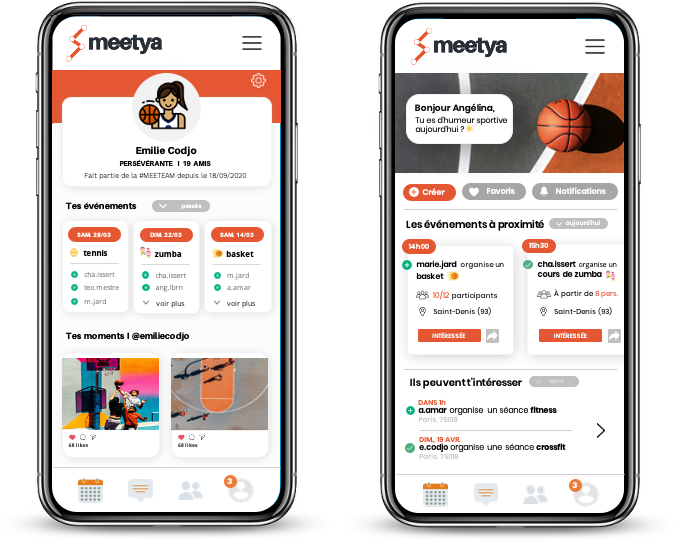 meetya
Emilie Codjo
PERSÉVÉRANTE I 19 AMIS
Fait partie de la #MEETEAM depuis le 18/09/2020
Tes événements
passés
SAM. 28/03
tennis
cha.issert
teo.mestre
m.jard
DIM. 22/03
zumba
cha.issert
ang.lbrn
voir plus
SAM. 14/03
basket
m.jard
a.amar
voir plus
Tes moments I @emiliecodjo
68 likes
68 likes
3
meetya
Bonjour Angélina,
Tu es d'humeur sportive
aujourd'hui ?
Créer
Favoris
Notifications
Les événements à proximité
aujourd'hui
14h00
marie.jard organise un
basket
10/12 participants
Saint-Denis (93)
INTÉRESSÉE
15h30
cha.issert organise un
cours de zumba
À partir de 8 pers.
Saint-Denis (93)
INTÉRESSÉE
Ils peuvent t'intéresser
DANS 1h
a.amar organise un séance fitness
Paris, 75018
DIM, 19 AVR.
e.codjo organise une séance crossfit
Paris, 79018
3